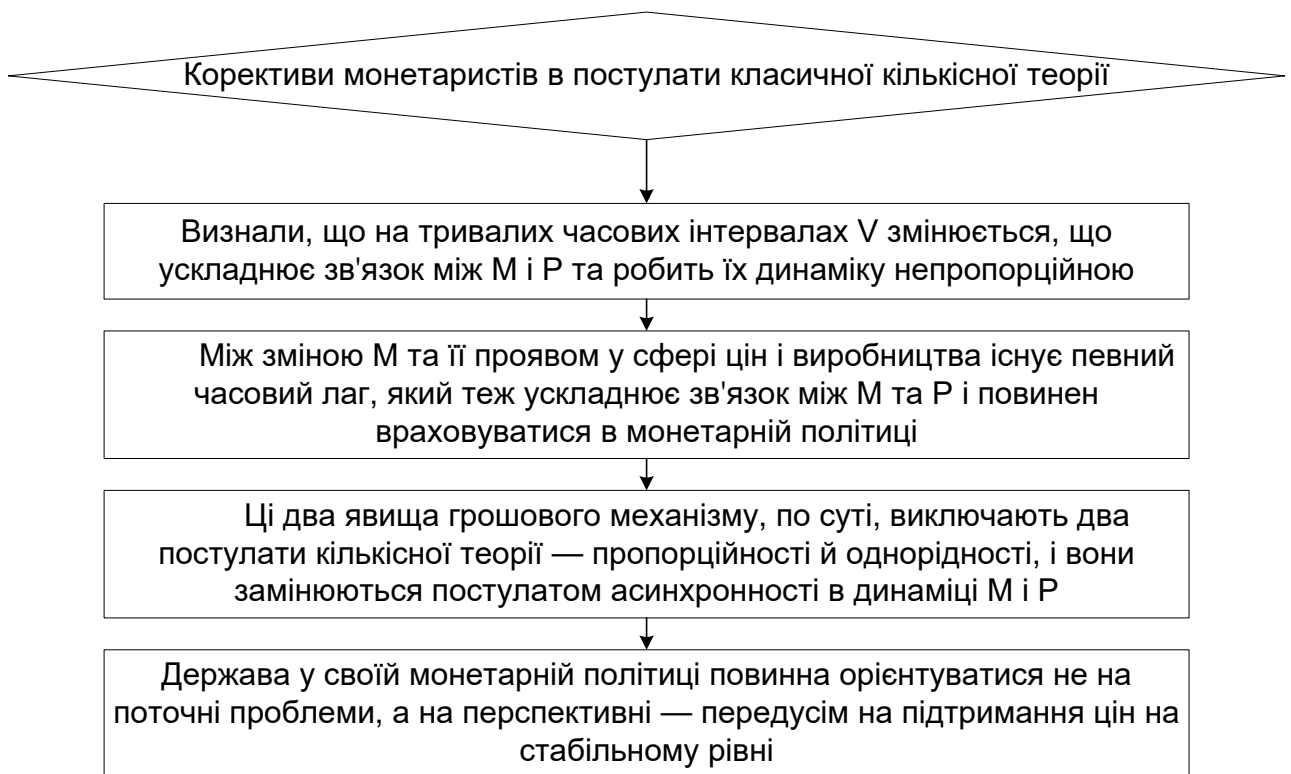 Корективи монетаристів в постулати класичної кількісної теорії
Визнали, що на тривалих часових інтервалах V змінюється, що
ускладнює зв'язок між М і Р та робить їх динаміку непропорційною
Між зміною М та її проявом у сфері цін і виробництва існує певний
часовий лаг, який теж ускладнює зв'язок між М та Р і повинен
враховуватися в монетарній політиці
Ці два явища грошового механізму, по суті, виключають два
постулати кількісної теорії — пропорційності й однорідності, і вони
замінюються постулатом асинхронності в динаміці М і Р
Держава у своїй монетарній політиці повинна орієнтуватися не на
поточні проблеми, а на перспективні — передусім на підтримання цін на
стабільному рівні